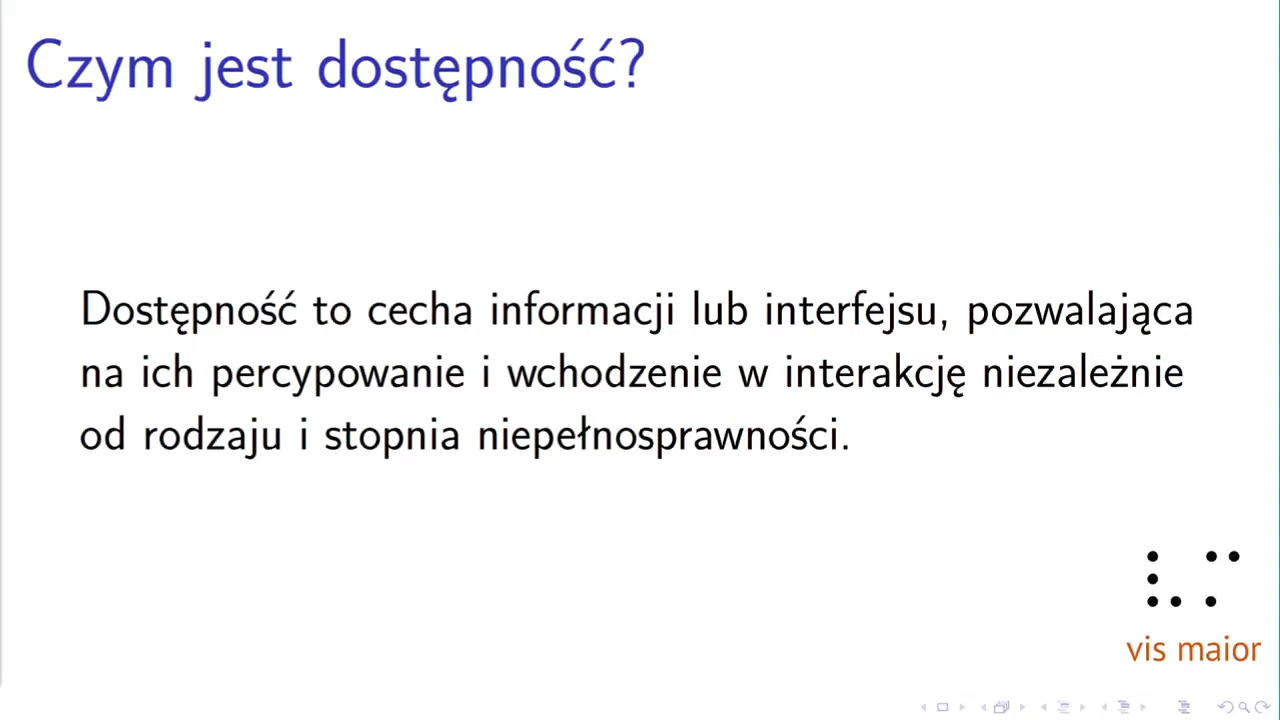 Czym jest dostępność?
Dostępność to cecha informacji lub interfejsu, pozwalająca
na ich percypowanie i wchodzenie w interakcję niezależnie
od rodzaju i stopnia niepełnosprawności.
⠧⠍
vis maior